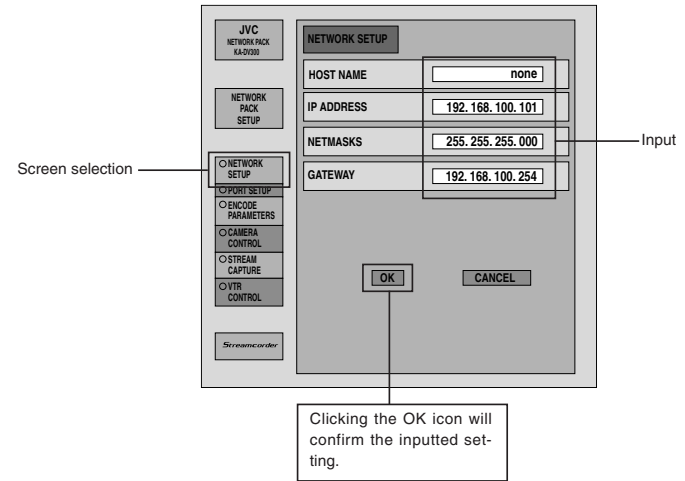 JVC
NETWORK PACK
KA-DV300
NETWORK
PACK
SETUP
NETWORK
SETUP
PORT SETUP
ENCODE
PARAMETERS
CAMERA
CONTROL
STREAM
CAPTURE
VTR
CONTROL
Streamcorder
NETWORK SETUP
HOST NAME none
IP ADDRESS 192. 168. 100. 101
NETMASKS 255. 255. 255. 000
GATEWAY 192. 168. 100. 254
OK CANCEL
Screen selection
Input
Clicking the OK icon will
confirm the inputted set-
ting.